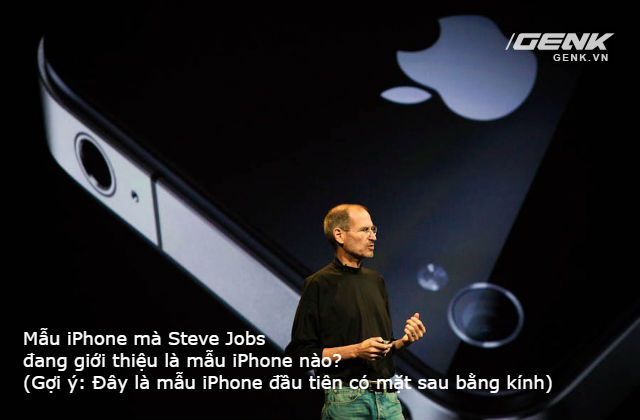 /GENK
GENK.VN
Mẫu iPhone mà Steve Jobs
đang giới thiệu là mẫu iPhone nào?
(Gợi ý: Đây là mẫu iPhone đầu tiên có mặt sau bằng kính)